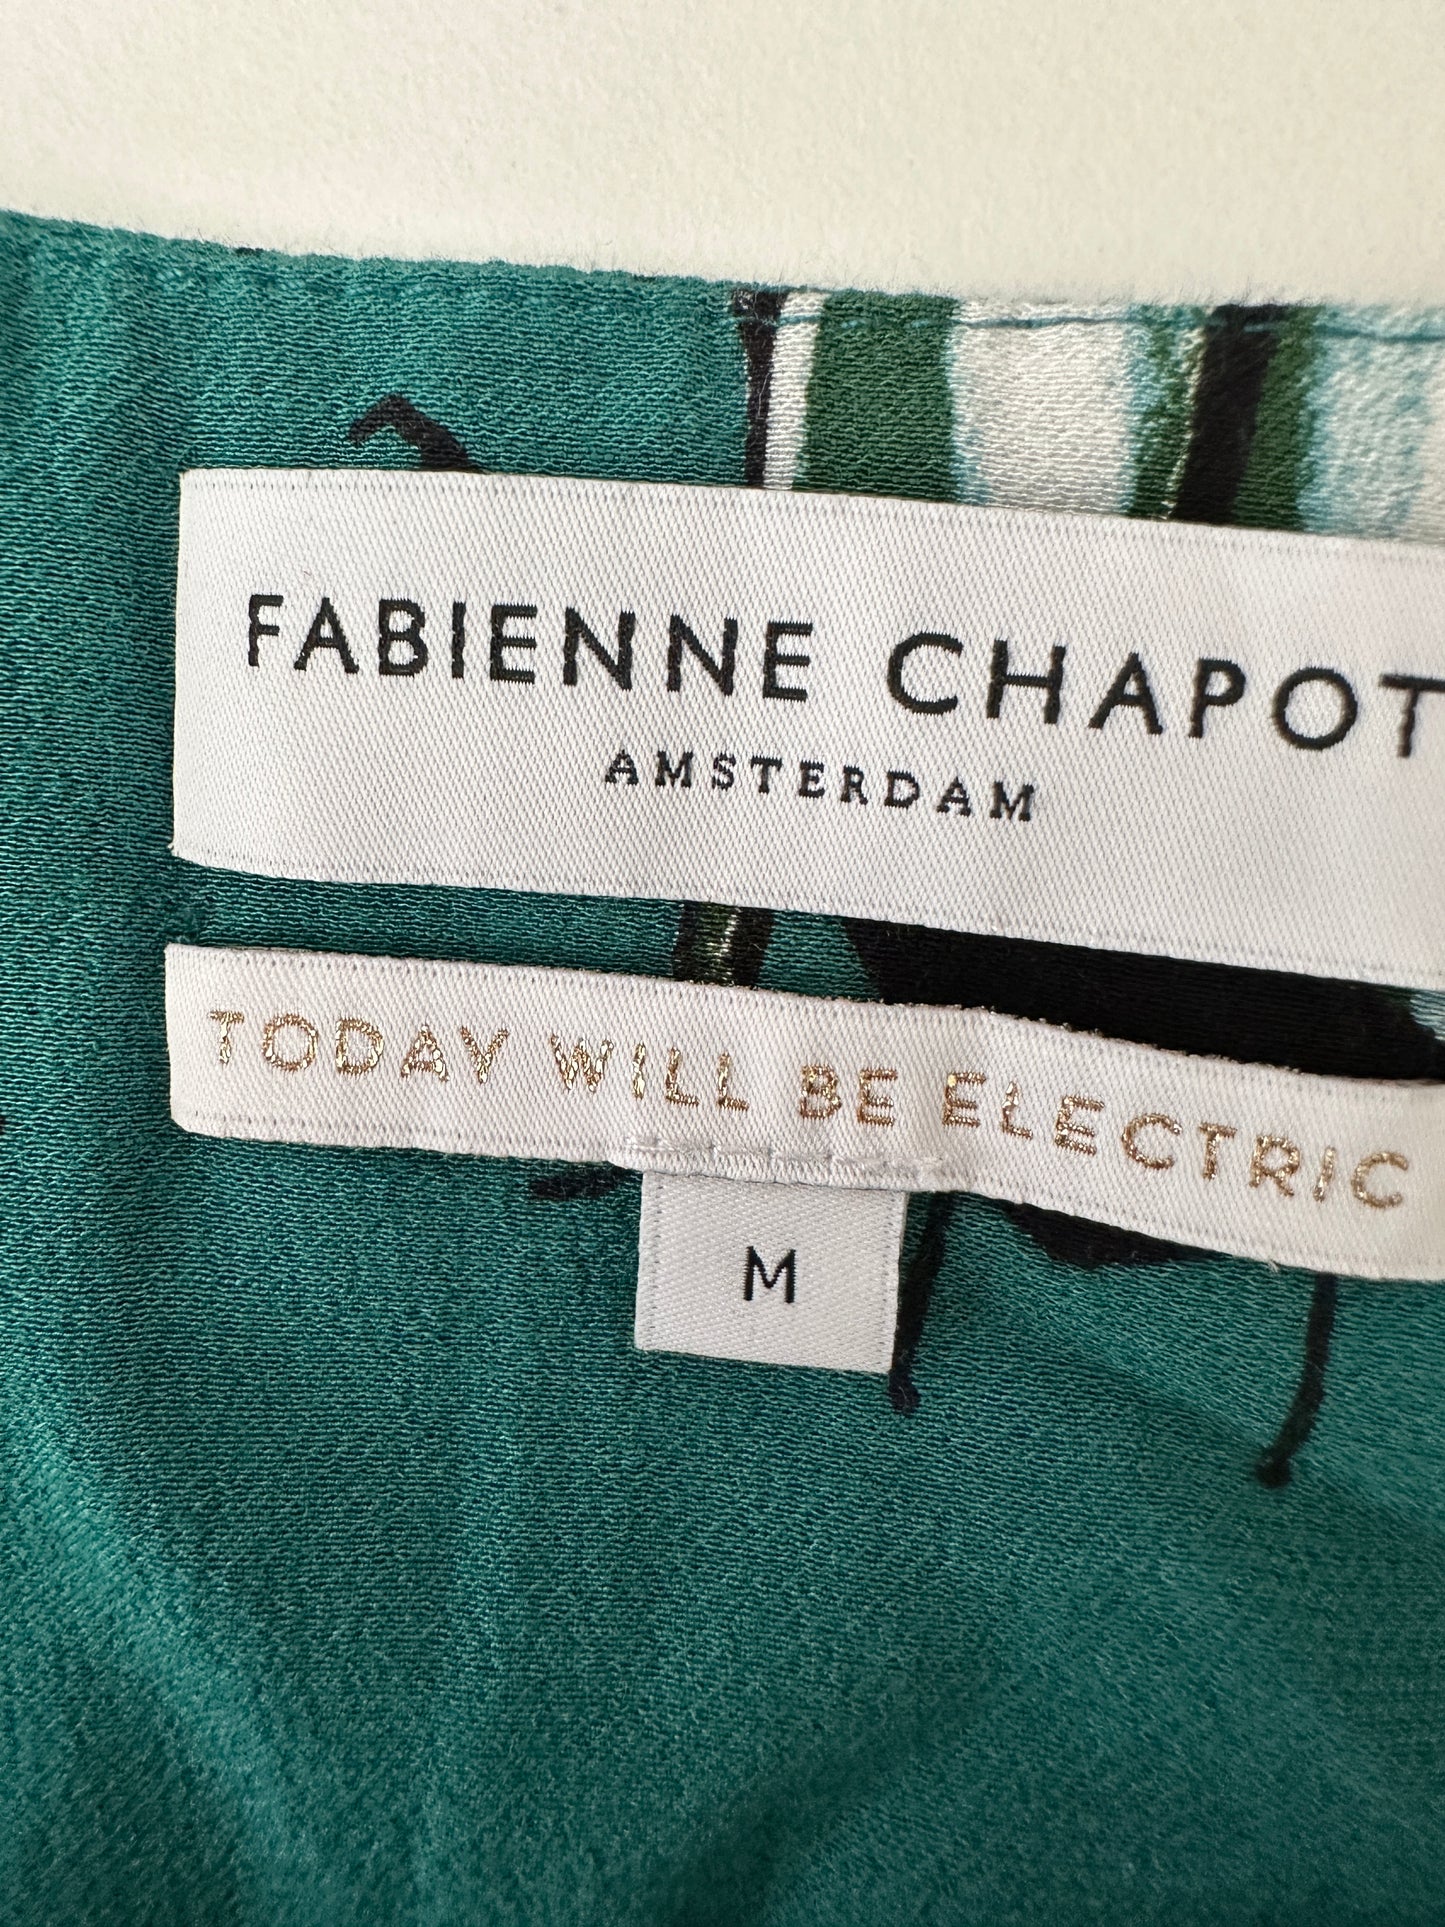 FABIENNE CHAPOT
AMSTERDAM
TODAY WILL BE ELECTRIC
M